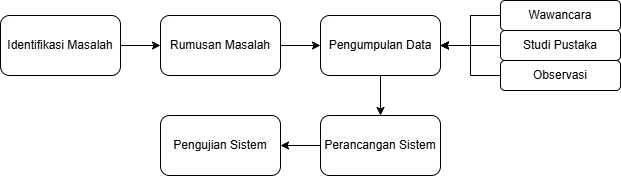 Identifikasi Masalah
Rumusan Masalah
Pengumpulan Data
Wawancara
Studi Pustaka
Observasi
Perancangan Sistem
Pengujian Sistem